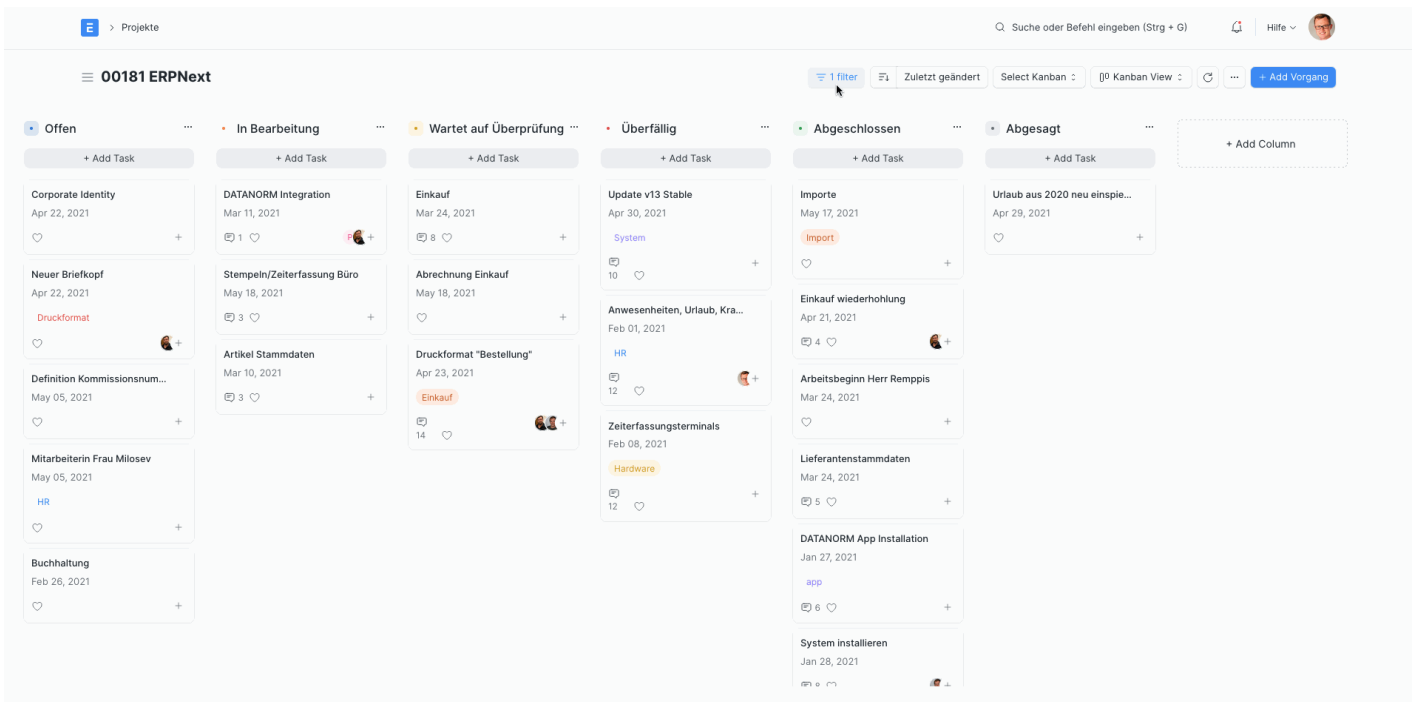 E > Projekte
Suche oder Befehl eingeben (Strg + G)
Hilfe
00181 ERPNext
1 filter
Zuletzt geändert
Select Kanban
Kanban View
...
+ Add Vorgang
Offen ...
+ Add Task
Corporate Identity
Apr 22, 2021
+
Neuer Briefkopf
Apr 22, 2021
Druckformat
+
Definition Kommissionsnum...
May 05, 2021
+
Mitarbeiterin Frau Milosev
May 05, 2021
HR
+
Buchhaltung
Feb 26, 2021
+
In Bearbeitung ...
+ Add Task
DATANORM Integration
Mar 11, 2021
1 P +
Stempeln/Zeiterfassung Büro
May 18, 2021
3 +
Artikel Stammdaten
Mar 10, 2021
3 +
Wartet auf Überprüfung ...
+ Add Task
Einkauf
Mar 24, 2021
8 +
Abrechnung Einkauf
May 18, 2021
+
Druckformat "Bestellung"
Apr 23, 2021
Einkauf
14 +
Überfällig ...
+ Add Task
Update v13 Stable
Apr 30, 2021
System
10 +
Anwesenheiten, Urlaub, Kra...
Feb 01, 2021
HR
12 +
Zeiterfassungsterminals
Feb 08, 2021
Hardware
12 +
Abgeschlossen ...
+ Add Task
Importe
May 17, 2021
Import
+
Einkauf wiederhohlung
Apr 21, 2021
4 +
Arbeitsbeginn Herr Remppis
Mar 24, 2021
+
Lieferantenstammdaten
Mar 24, 2021
5 +
DATANORM App Installation
Jan 27, 2021
app
6 +
System installieren
Jan 28, 2021
8 +
Abgesagt ...
+ Add Task
Urlaub aus 2020 neu einspie...
Apr 29, 2021
+
+ Add Column